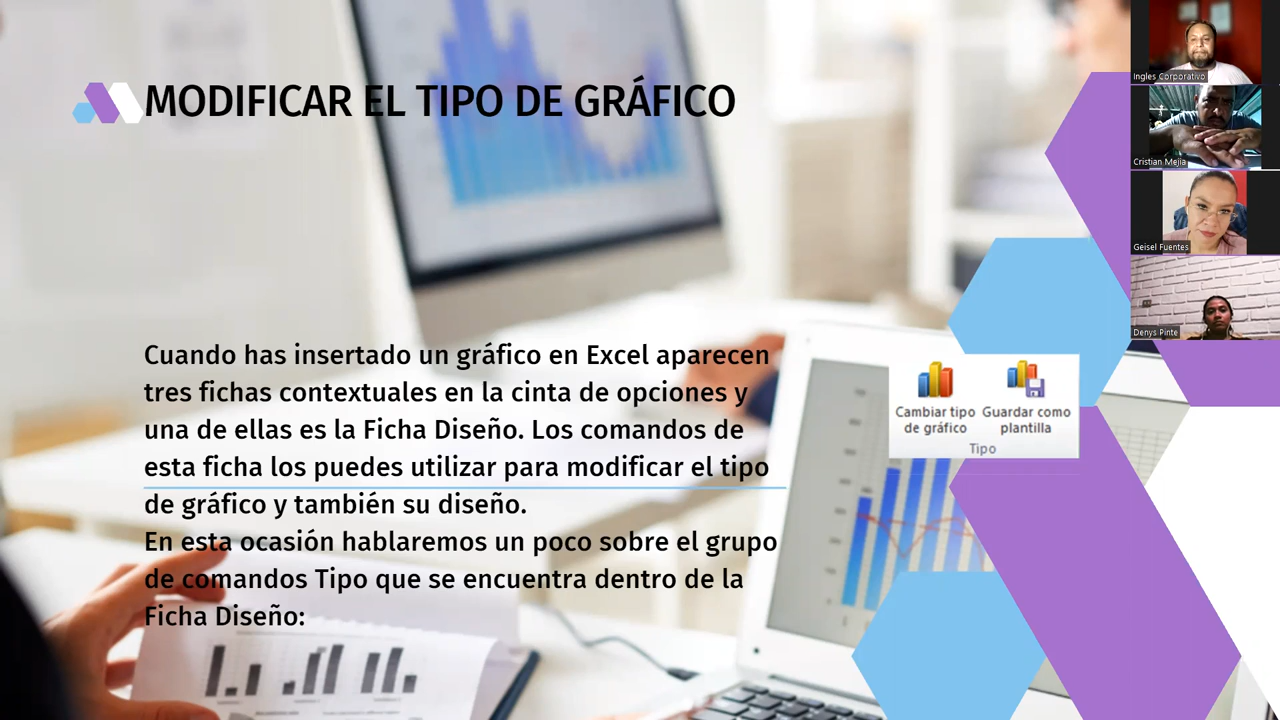 MODIFICAR EL TIPO DE GRÁFICO
Cuando has insertado un gráfico en Excel aparecen
tres fichas contextuales en la cinta de opciones y
una de ellas es la Ficha Diseño. Los comandos de
esta ficha los puedes utilizar para modificar el tipo
de gráfico y también su diseño.
En esta ocasión hablaremos un poco sobre el grupo
de comandos Tipo que se encuentra dentro de la
Ficha Diseño:
Cambiar tipo
de gráfico
Guardar como
plantilla
Tipo
Ingles Corporativo
Cristian Mejía
Geisel Fuentes
Denys Pinte